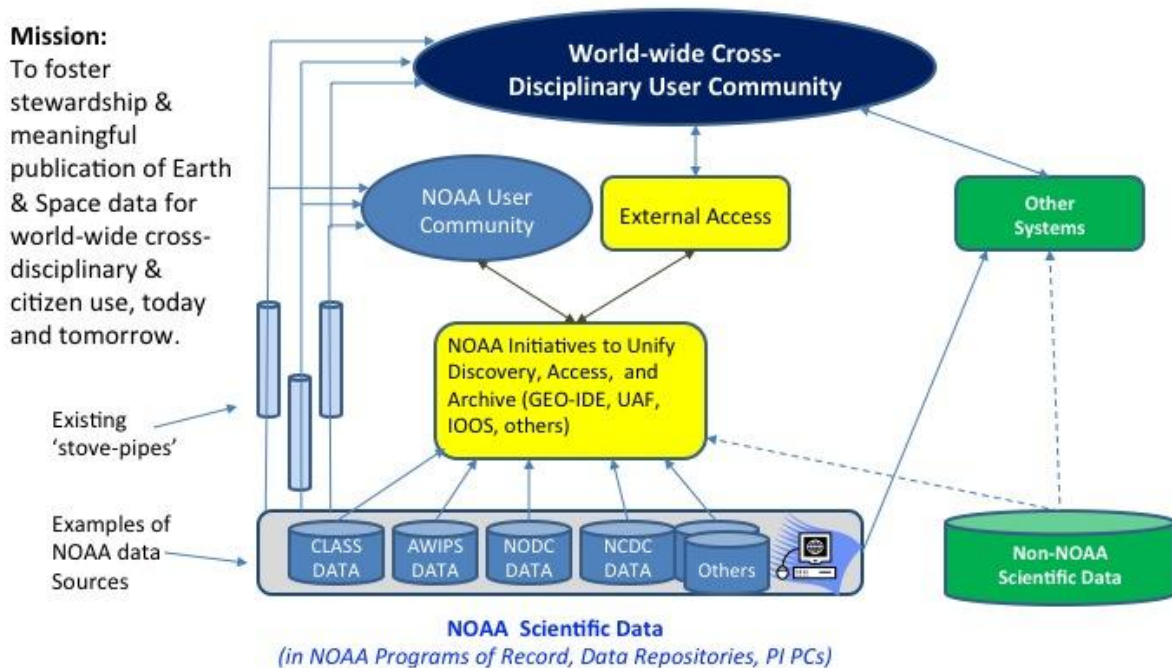 Mission:
To foster
stewardship &
meaningful
publication of Earth
& Space data for
world-wide cross-
disciplinary &
citizen use, today
and tomorrow.
World-wide Cross-
Disciplinary User Community
NOAA User
Community
External Access
Other
Systems
NOAA Initiatives to Unify
Discovery, Access, and
Archive (GEO-IDE, UAF,
IOOS, others)
Existing
‘stove-pipes’
Examples of
NOAA data
Sources
CLASS
DATA
AWIPS
DATA
NODC
DATA
NCDC
DATA
Others
Non-NOAA
Scientific Data
NOAA Scientific Data
(in NOAA Programs of Record, Data Repositories, PI PCs)